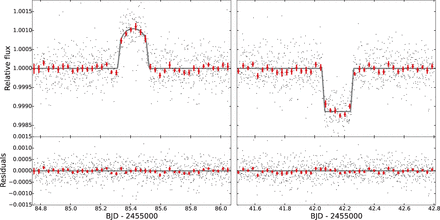 Relative flux
1.0015
1.0010
1.0005
1.0000
0.9995
0.9990
0.9985
0.0015
Residuals
0.0010
0.0005
0.0000
−0.0005
−0.0010
−0.0015
84.8 85.0 85.2 85.4 85.6 85.8 86.0
41.6 41.8 42.0 42.2 42.4 42.6 42.8
BJD - 2455000
BJD - 2455000